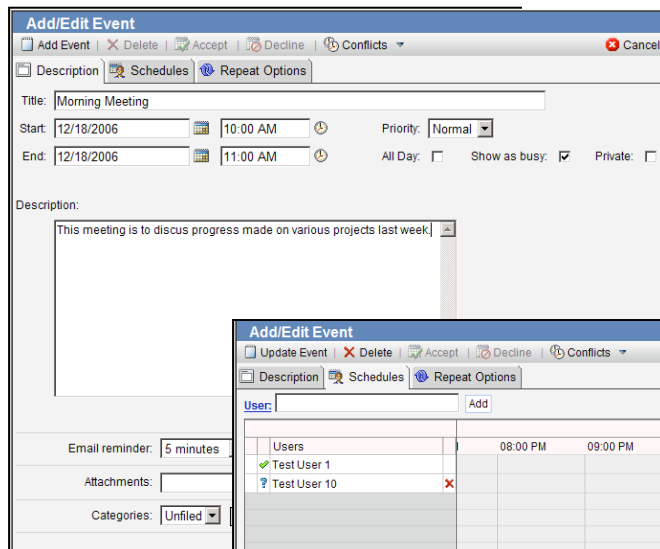 Add/Edit Event
Add Event | Delete | Accept | Decline | Conflicts
Cancel
Description Schedules Repeat Options
Title: Morning Meeting
Start: 12/18/2006 10:00 AM Priority: Normal
End: 12/18/2006 11:00 AM All Day: Show as busy: Private:
Description:
This meeting is to discus progress made on various projects last week.
Email reminder: 5 minutes
Attachments:
Categories: Unfiled
Add/Edit Event
Update Event | Delete | Accept | Decline | Conflicts
Description Schedules Repeat Options
User: Add
Users 08:00 PM 09:00 PM
Test User 1
? Test User 10